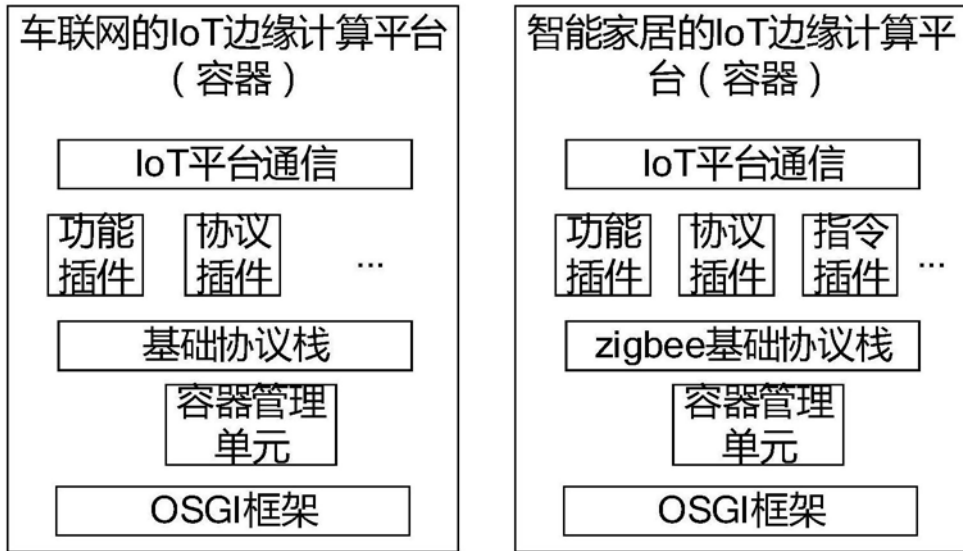 车联网的IoT边缘计算平台
（容器）
IoT平台通信
功能
插件
协议
插件
...
基础协议栈
容器管理
单元
OSGI框架
智能家居的IoT边缘计算平
台（容器）
IoT平台通信
功能
插件
协议
插件
指令
插件
...
zigbee基础协议栈
容器管理
单元
OSGI框架